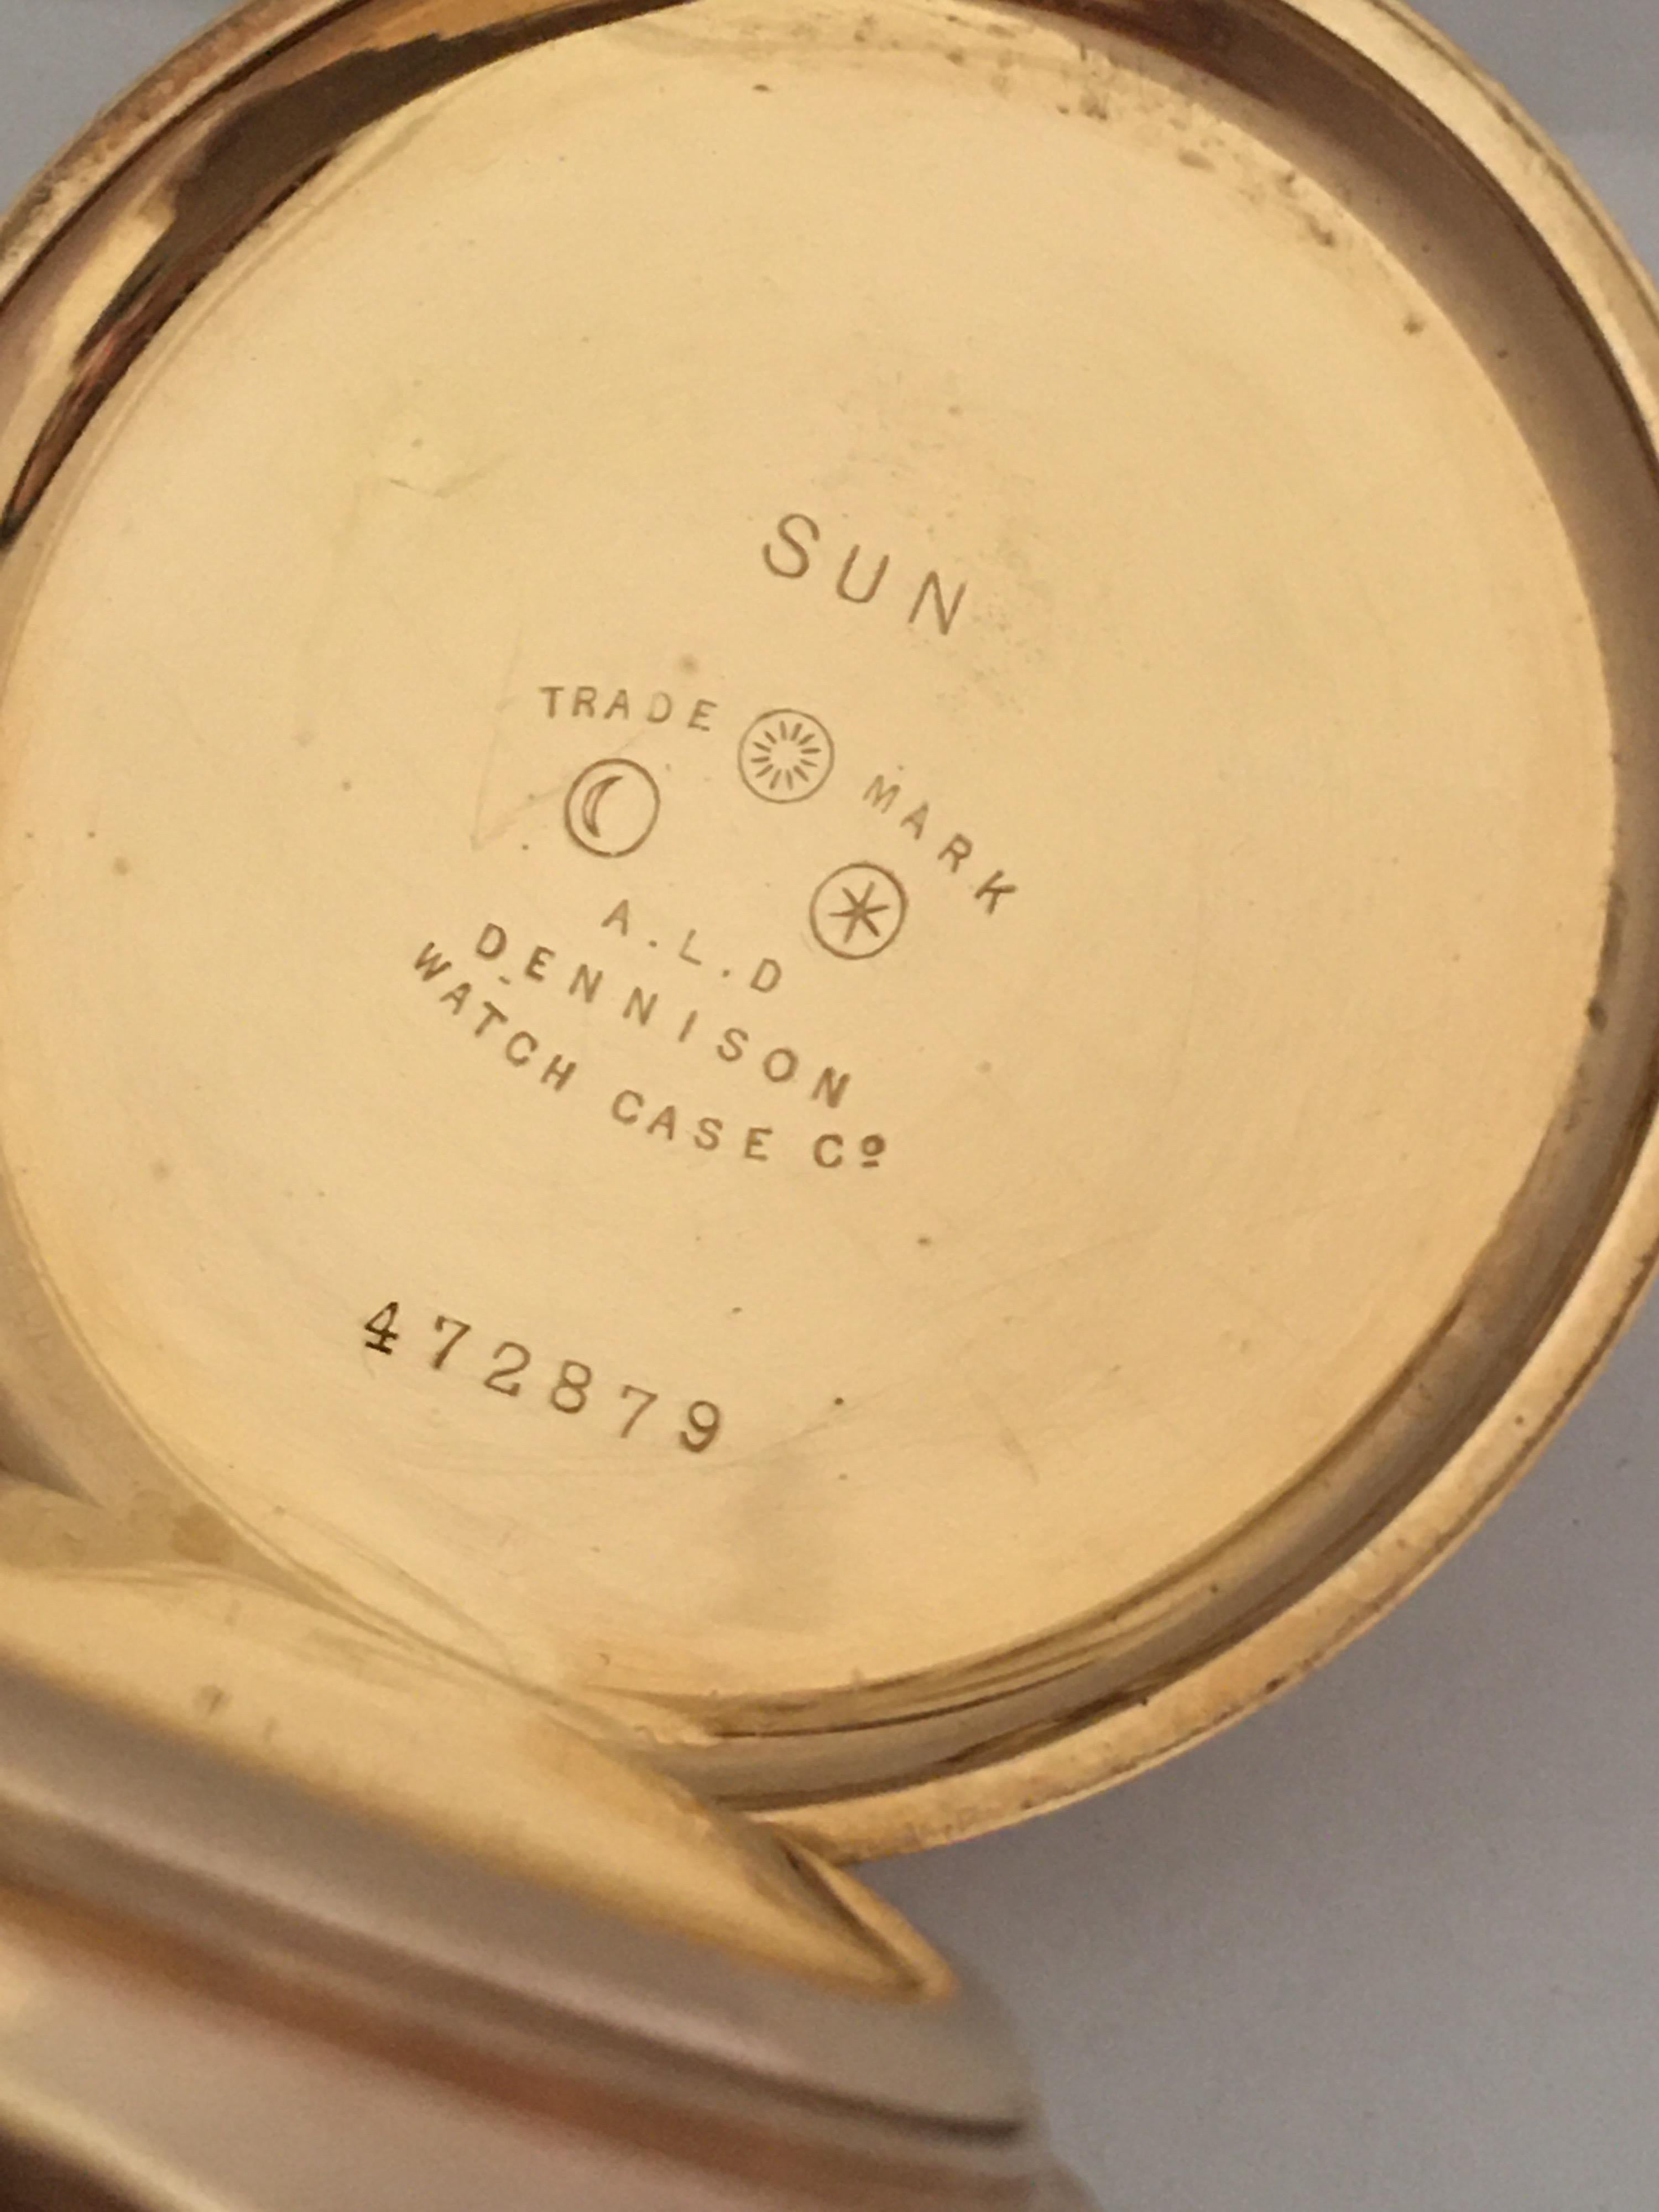 SUN
TRADE MARK
A.L.D
DENNISON
WATCH CASE Cº
472879